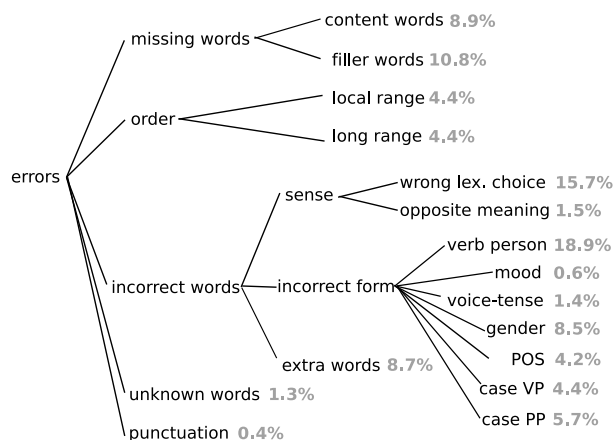 content words 8.9%
missing words
filler words 10.8%
local range 4.4%
order
long range 4.4%
errors
wrong lex. choice 15.7%
sense
opposite meaning 1.5%
verb person 18.9%
mood 0.6%
incorrect words
incorrect form
voice-tense 1.4%
gender 8.5%
POS 4.2%
extra words 8.7%
case VP 4.4%
unknown words 1.3%
case PP 5.7%
punctuation 0.4%